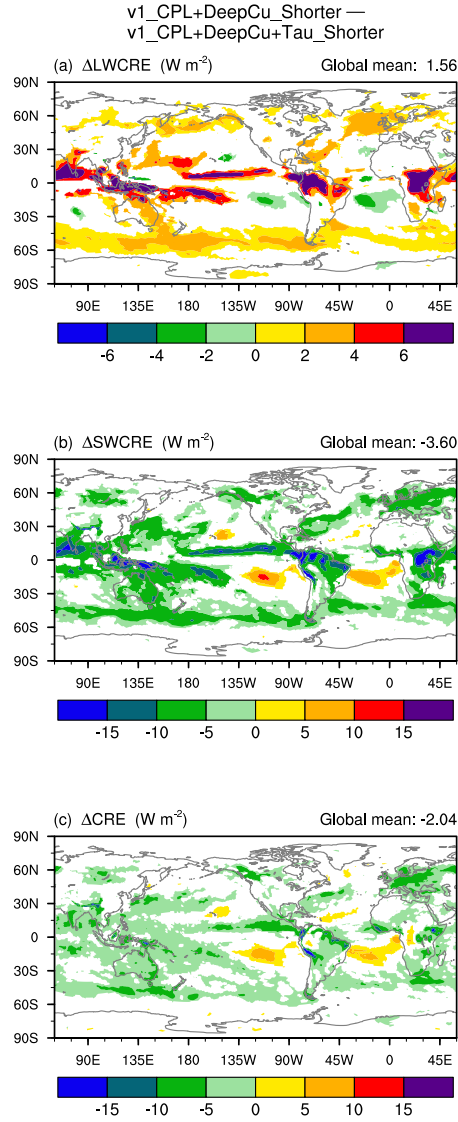 v1_CPL+DeepCu_Shorter —
v1_CPL+DeepCu+Tau_Shorter
(a) ΔLWCRE (W m-2) Global mean: 1.56
90N
60N
30N
0
30S
60S
90S
90E 135E 180 135W 90W 45W 0 45E
-6 -4 -2 0 2 4 6
(b) ΔSWCRE (W m-2) Global mean: -3.60
90N
60N
30N
0
30S
60S
90S
90E 135E 180 135W 90W 45W 0 45E
-15 -10 -5 0 5 10 15
(c) ΔCRE (W m-2) Global mean: -2.04
90N
60N
30N
0
30S
60S
90S
90E 135E 180 135W 90W 45W 0 45E
-15 -10 -5 0 5 10 15